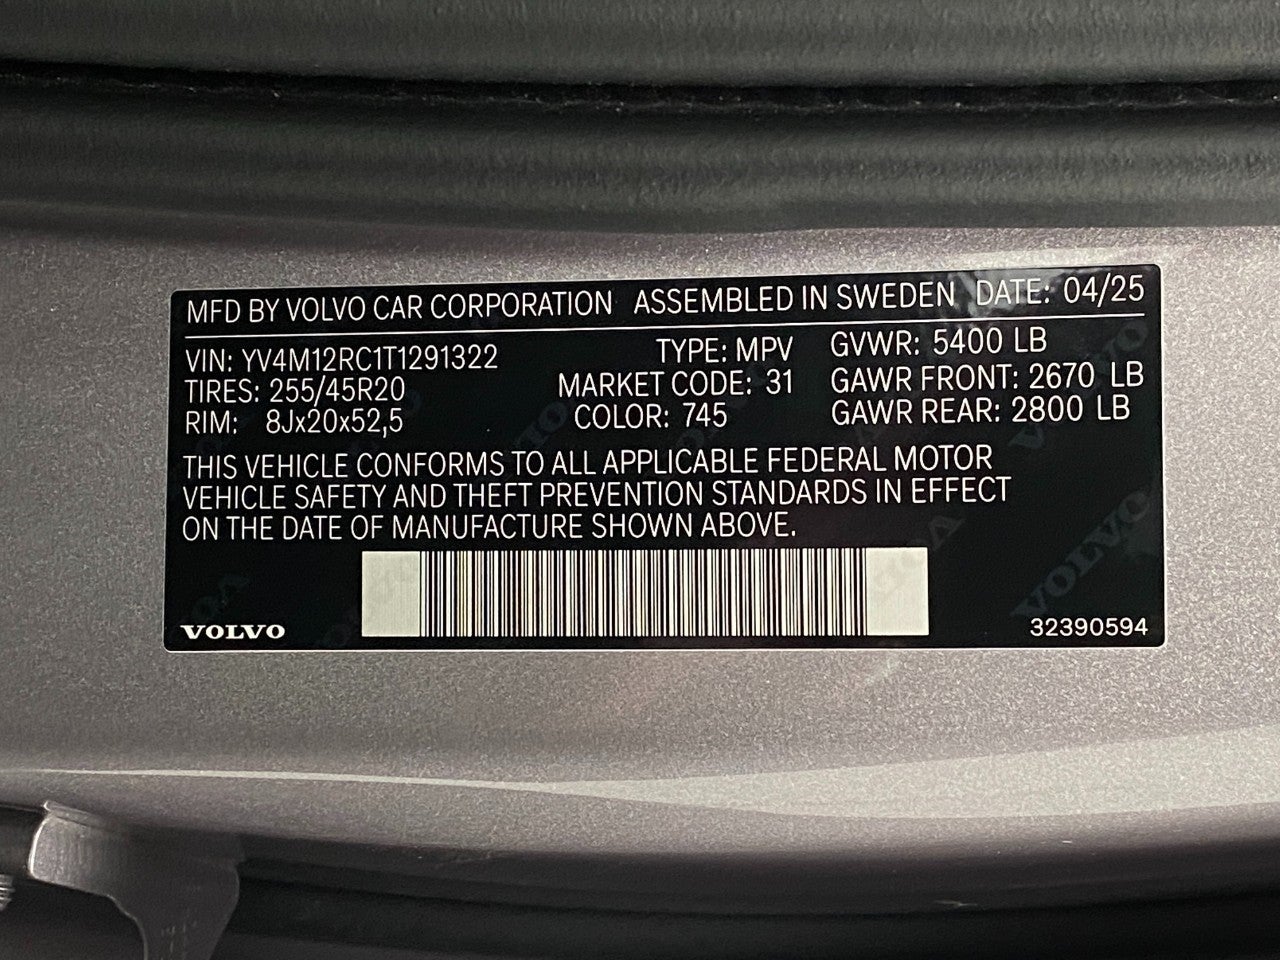 MFD BY VOLVO CAR CORPORATION ASSEMBLED IN SWEDEN DATE: 04/25
VIN: YV4M12RC1T1291322 TYPE: MPV GVWR: 5400 LB
TIRES: 255/45R20 MARKET CODE: 31 GAWR FRONT: 2670 LB
RIM: 8Jx20x52,5 COLOR: 745 GAWR REAR: 2800 LB
THIS VEHICLE CONFORMS TO ALL APPLICABLE FEDERAL MOTOR
VEHICLE SAFETY AND THEFT PREVENTION STANDARDS IN EFFECT
ON THE DATE OF MANUFACTURE SHOWN ABOVE.
VOLVO 32390594